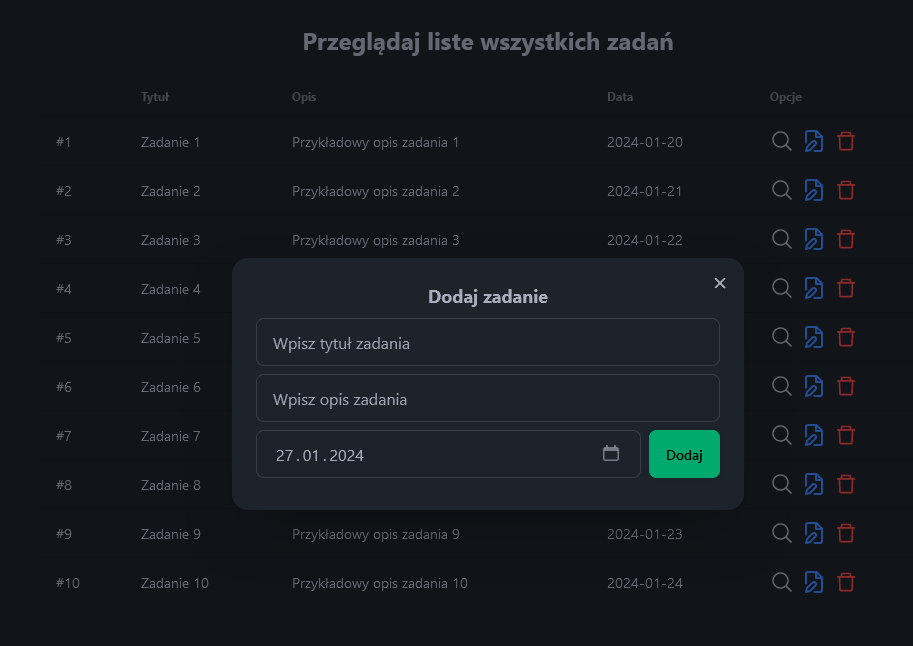 Przeglądaj liste wszystkich zadań
Tytuł Opis Data Opcje
#1 Zadanie 1 Przykładowy opis zadania 1 2024-01-20
#2 Zadanie 2 Przykładowy opis zadania 2 2024-01-21
#3 Zadanie 3 Przykładowy opis zadania 3 2024-01-22
#4 Zadanie 4
#5 Zadanie 5
#6 Zadanie 6
#7 Zadanie 7
#8 Zadanie 8
#9 Zadanie 9 Przykładowy opis zadania 9 2024-01-23
#10 Zadanie 10 Przykładowy opis zadania 10 2024-01-24
Dodaj zadanie
Wpisz tytuł zadania
Wpisz opis zadania
27.01.2024 Dodaj